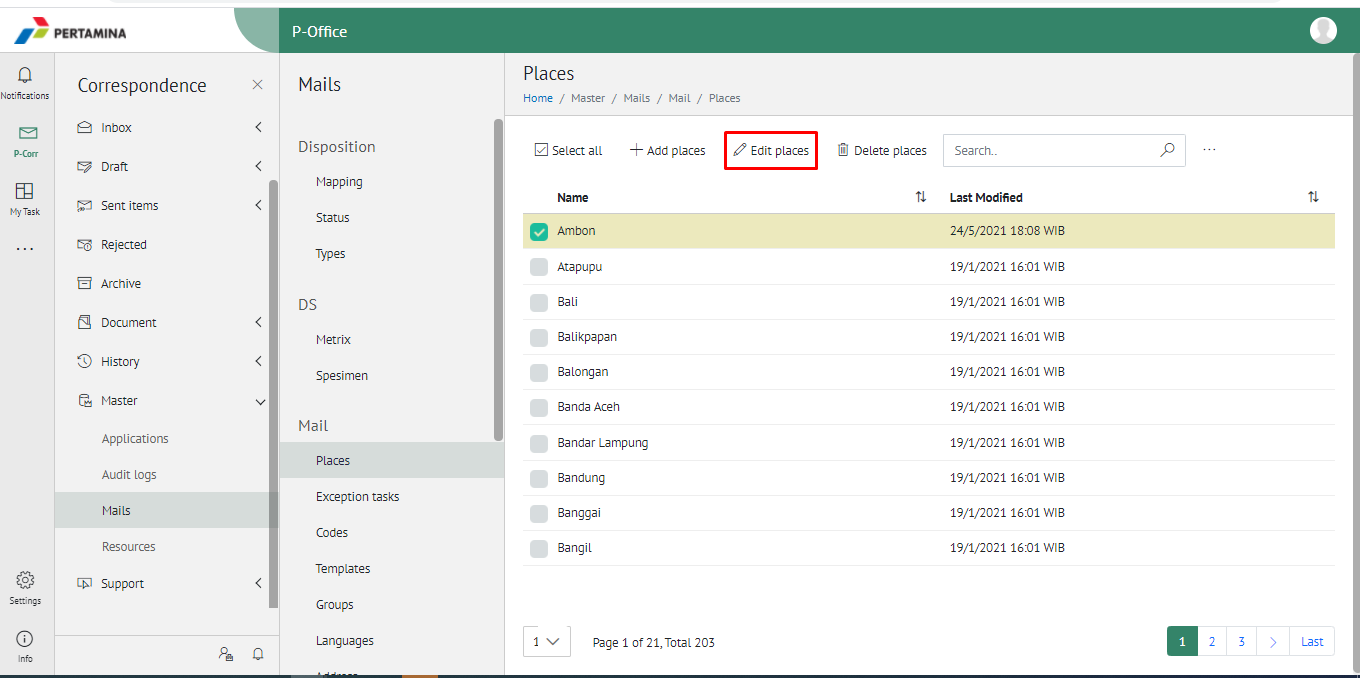 PERTAMINA
P-Office
Notifications
P-Corr
My Task
Settings
Info
Correspondence
Inbox
Draft
Sent items
Rejected
Archive
Document
History
Master
Applications
Audit logs
Mails
Resources
Support
Mails
Disposition
Mapping
Status
Types
DS
Metrix
Spesimen
Mail
Places
Exception tasks
Codes
Templates
Groups
Languages
Address
Places
Home / Master / Mails / Mail / Places
Select all Add places Edit places Delete places Search.. ...
Name Last Modified
Ambon 24/5/2021 18:08 WIB
Atapupu 19/1/2021 16:01 WIB
Bali 19/1/2021 16:01 WIB
Balikpapan 19/1/2021 16:01 WIB
Balongan 19/1/2021 16:01 WIB
Banda Aceh 19/1/2021 16:01 WIB
Bandar Lampung 19/1/2021 16:01 WIB
Bandung 19/1/2021 16:01 WIB
Banggai 19/1/2021 16:01 WIB
Bangil 19/1/2021 16:01 WIB
1 Page 1 of 21, Total 203 1 2 3 > Last